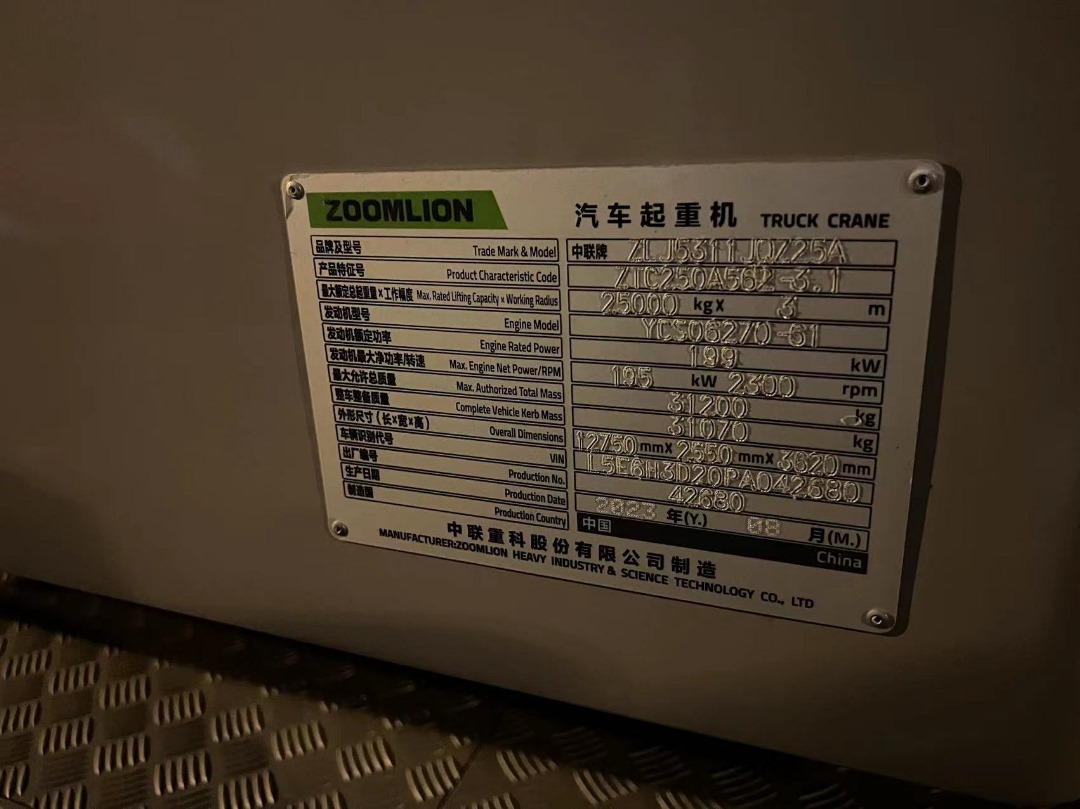 ZOOMLION 汽车起重机 TRUCK CRANE
品牌及型号 Trade Mark & Model 中联牌 ZLJ5311JQZ25A
产品特征号 Product Characteristic Code ZTC250A562-3.1
最大额定总起重量×工作幅度 Max. Rated Lifting Capacity × Working Radius 25000 kg X 3 m
发动机型号 Engine Model YCS06270-61
发动机额定功率 Engine Rated Power 199 kW
发动机最大净功率/转速 Max. Engine Net Power/RPM 195 kW 2300 rpm
最大允许总质量 Max. Authorized Total Mass 31200 kg
整车整备质量 Complete Vehicle Kerb Mass 31070 kg
外形尺寸(长×宽×高) Overall Dimensions 12750 mmX 2550 mmX 3620 mm
车辆识别代号 VIN L5E6H3D20PA042680
出厂编号 Production No. 42680
生产日期 Production Date 2023 年(Y.) 08 月(M.)
制造国 Production Country 中国 China
中联重科股份有限公司制造
MANUFACTURER:ZOOMLION HEAVY INDUSTRY & SCIENCE TECHNOLOGY CO., LTD